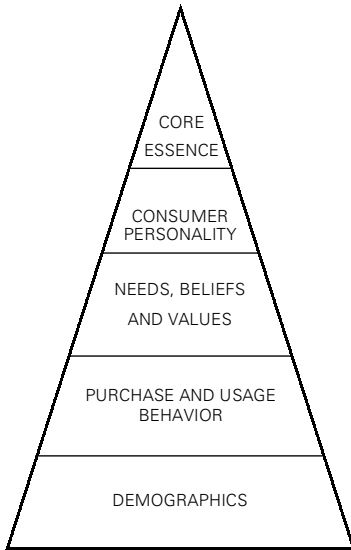 CORE
ESSENCE
CONSUMER
PERSONALITY
NEEDS, BELIEFS
AND VALUES
PURCHASE AND USAGE
BEHAVIOR
DEMOGRAPHICS